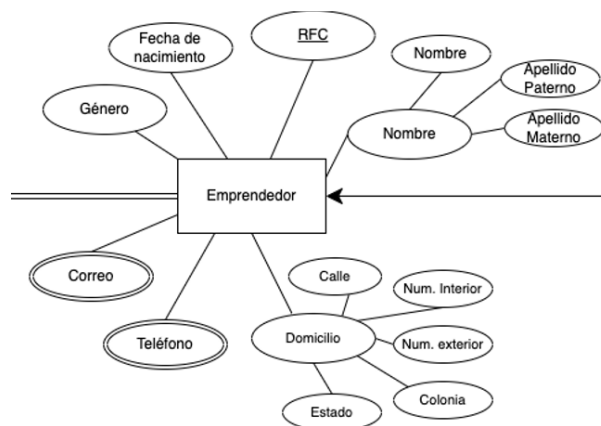 Fecha de
nacimiento
RFC
Nombre
Apellido
Paterno
Género
Nombre
Apellido
Materno
Emprendedor
Correo
Calle
Num. Interior
Teléfono
Domicilio
Num. exterior
Estado
Colonia